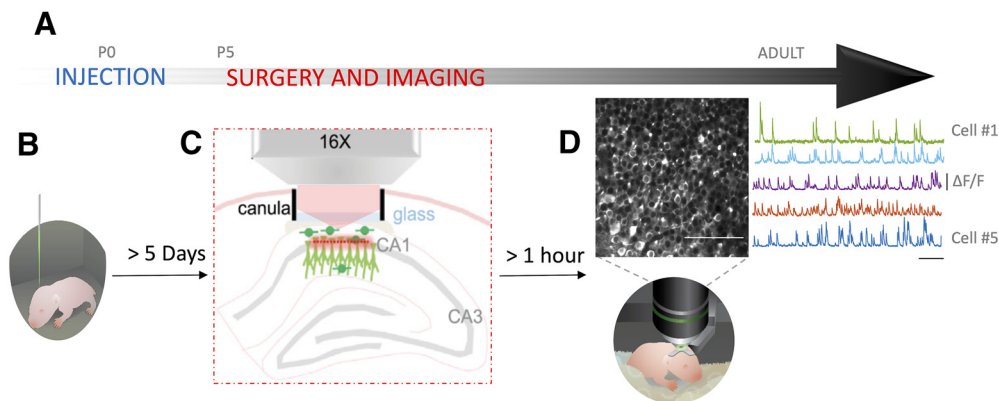 A
P0
P5
ADULT
INJECTION
SURGERY AND IMAGING
B
C
D
16X
canula
glass
CA1
CA3
> 5 Days
> 1 hour
Cell #1
ΔF/F
Cell #5